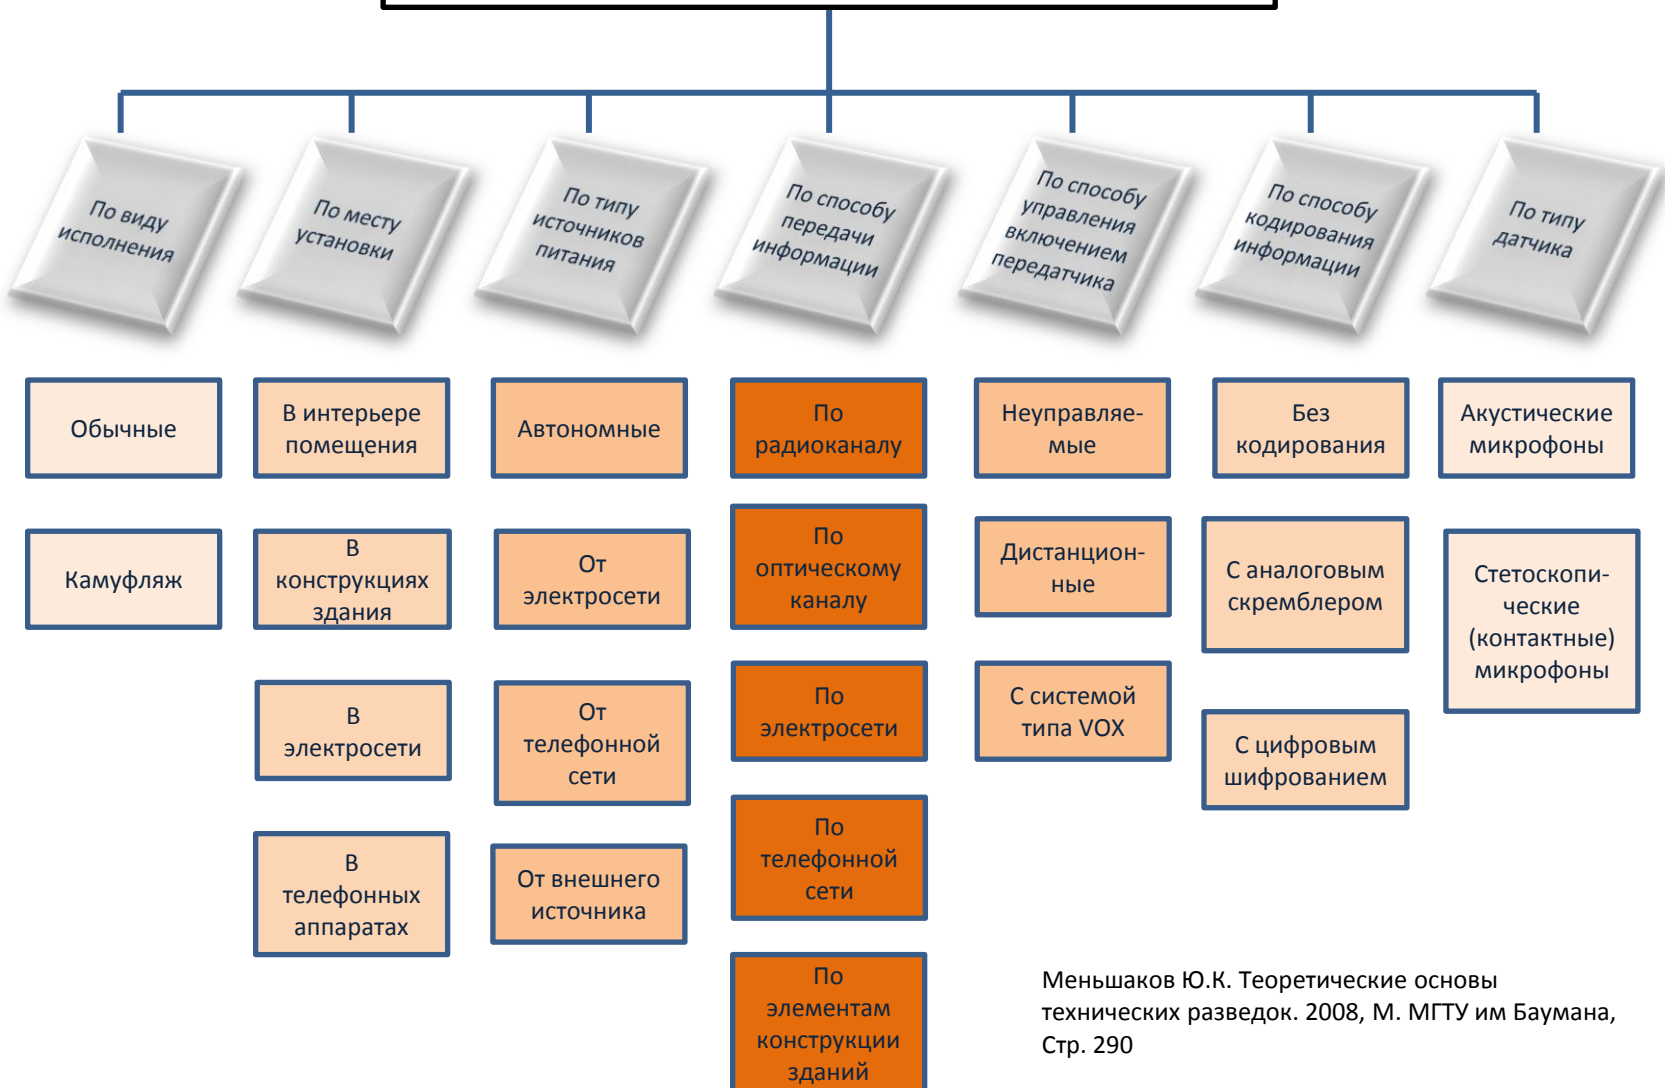 По виду
исполнения
По месту
установки
По типу
источников
питания
По способу
передачи
информации
По способу
управления
включением
передатчика
По способу
кодирования
информации
По типу
датчика
Обычные
Камуфляж
В интерьере
помещения
В
конструкциях
здания
В
электросети
В
телефонных
аппаратах
Автономные
От
электросети
От
телефонной
сети
От внешнего
источника
По
радиоканалу
По
оптическому
каналу
По
электросети
По
телефонной
сети
По
элементам
конструкции
зданий
Неуправляе-
мые
Дистанцион-
ные
С системой
типа VOX
Без
кодирования
С аналоговым
скремблером
С цифровым
шифрованием
Акустические
микрофоны
Стетоскопи-
ческие
(контактные)
микрофоны
Меньшаков Ю.К. Теоретические основы
технических разведок. 2008, М. МГТУ им Баумана,
Стр. 290